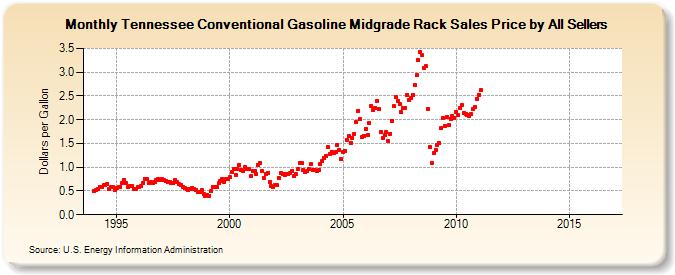 Monthly Tennessee Conventional Gasoline Midgrade Rack Sales Price by All Sellers
Dollars per Gallon
3.5
3.0
2.5
2.0
1.5
1.0
0.5
0.0
1995 2000 2005 2010 2015
Source: U.S. Energy Information Administration